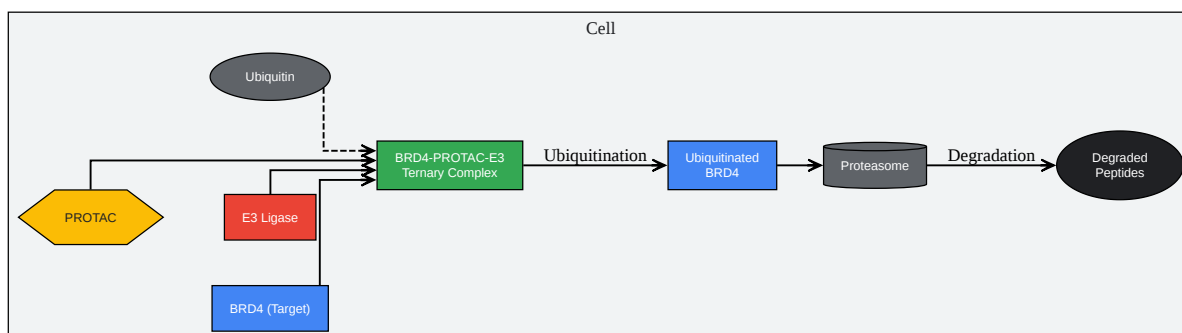 Cell
Ubiquitin
BRD4-PROTAC-E3
Ternary Complex
Ubiquitination
Ubiquitinated
BRD4
Proteasome
Degradation
Degraded
Peptides
PROTAC
E3 Ligase
BRD4 (Target)